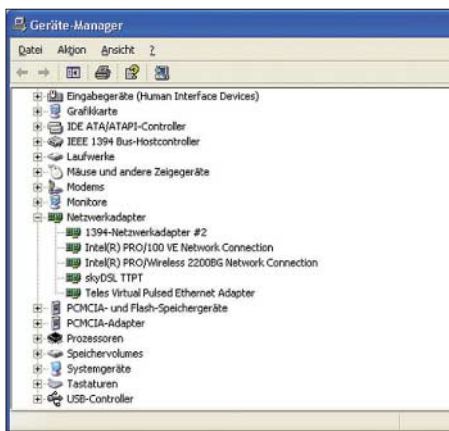 Geräte-Manager
Datei Aktion Ansicht ?
Eingabegeräte (Human Interface Devices)
Grafikkarte
IDE ATA/ATAPI-Controller
IEEE 1394 Bus-Hostcontroller
Laufwerke
Mäuse und andere Zeigegeräte
Modems
Monitore
Netzwerkadapter
1394-Netzwerkadapter #2
Intel(R) PRO/100 VE Network Connection
Intel(R) PRO/Wireless 2200BG Network Connection
skyDSL TTPT
Teles Virtual Pulsed Ethernet Adapter
PCMCIA- und Flash-Speichergeräte
PCMCIA-Adapter
Prozessoren
Speichervolumes
Systemgeräte
Tastaturen
USB-Controller